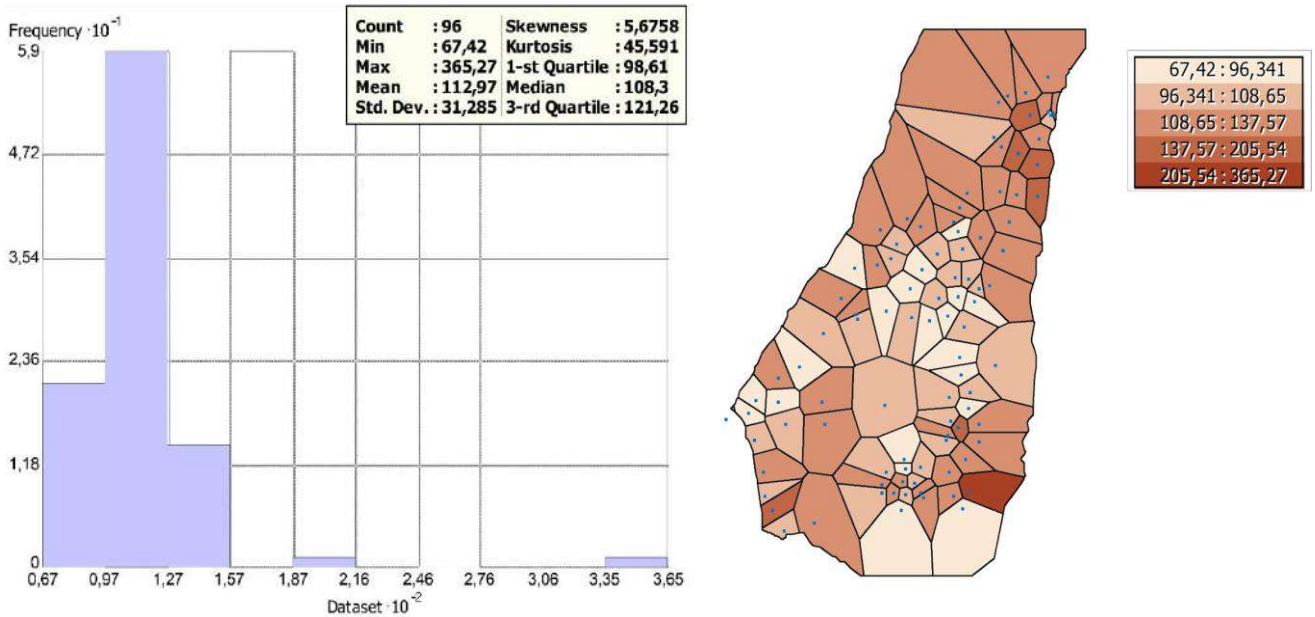 Frequency · 10⁻¹
Count : 96 Skewness : 5,6758
Min : 67,42 Kurtosis : 45,591
Max : 365,27 1-st Quartile : 98,61
Mean : 112,97 Median : 108,3
Std. Dev. : 31,285 3-rd Quartile : 121,26
5,9
4,72
3,54
2,36
1,18
0
0,67 0,97 1,27 1,57 1,87 2,16 2,46 2,76 3,06 3,35 3,65
Dataset · 10⁻²
67,42 : 96,341
96,341 : 108,65
108,65 : 137,57
137,57 : 205,54
205,54 : 365,27